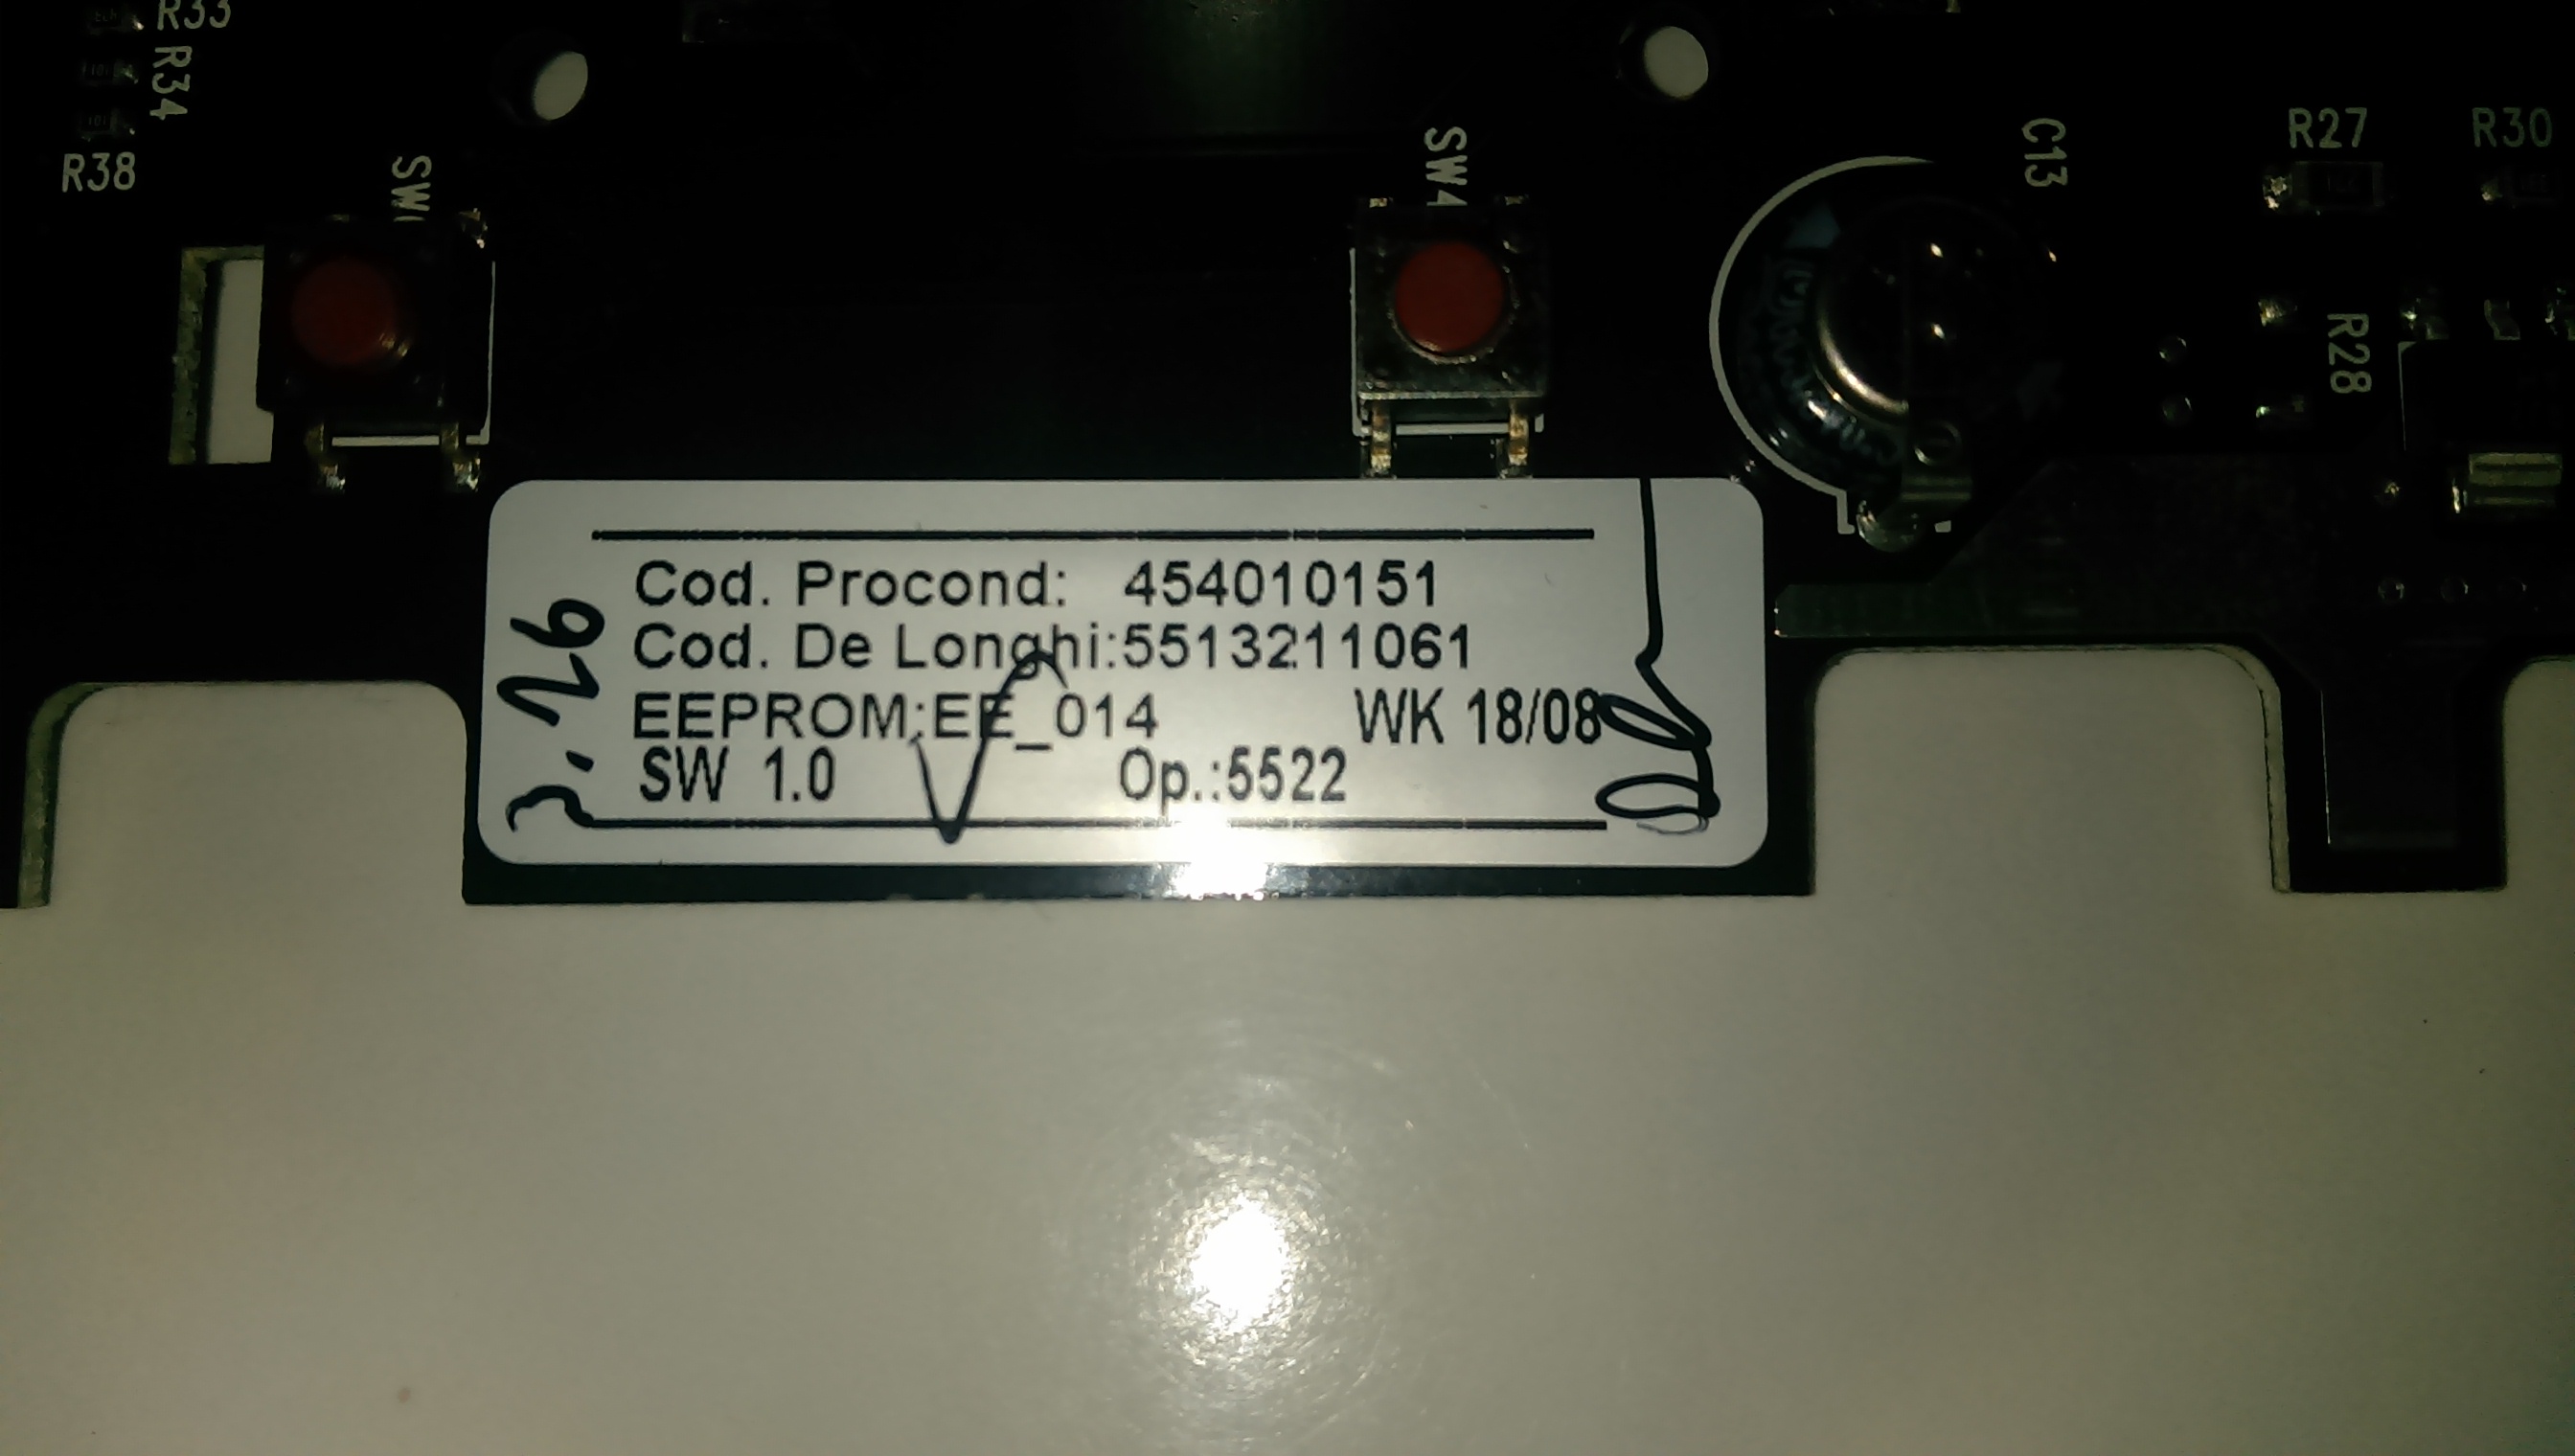 R33
R34
R38
SW4
C13
R27
R30
R28
Cod. Procond: 454010151
Cod. De Longhi:5513211061
EEPROM:EE_014 WK 18/08
SW 1.0 Op.:5522